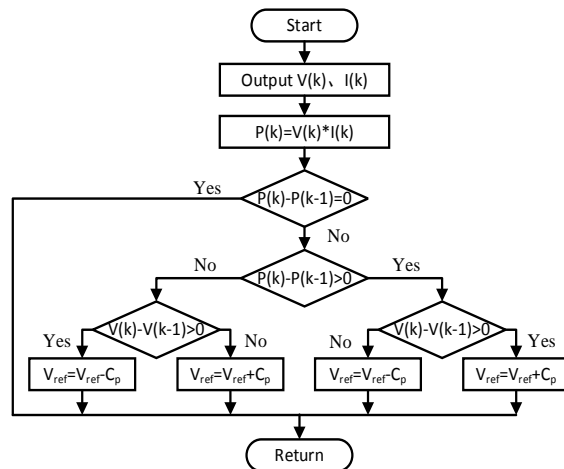 Start
Output V(k)、I(k)
P(k)=V(k)*I(k)
Yes
P(k)-P(k-1)=0
No
No
P(k)-P(k-1)>0
Yes
V(k)-V(k-1)>0
V(k)-V(k-1)>0
Yes
No
No
Yes
Vref=Vref-Cp
Vref=Vref+Cp
Vref=Vref-Cp
Vref=Vref+Cp
Return